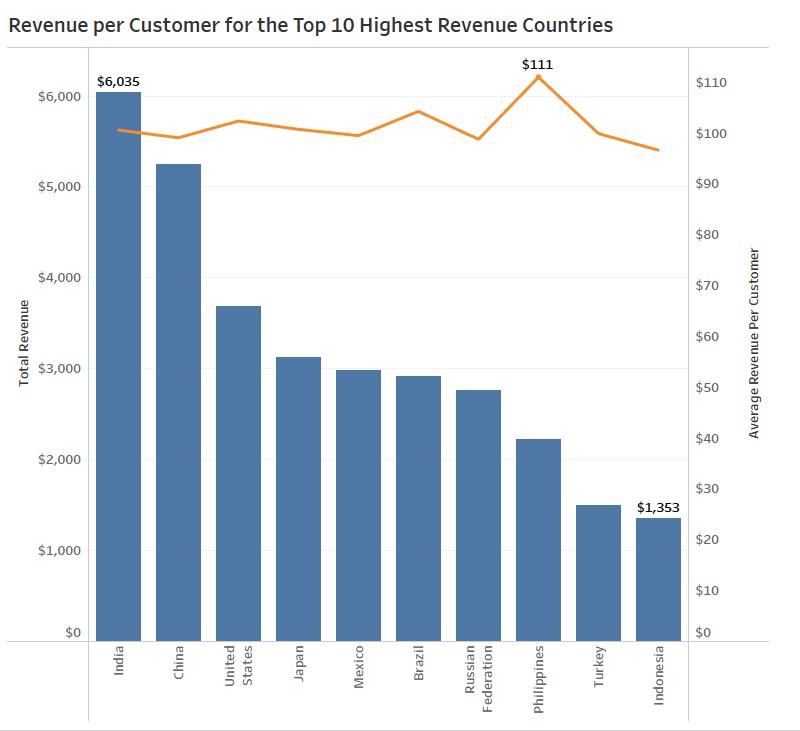 Revenue per Customer for the Top 10 Highest Revenue Countries
$111
$6,035
$1,353
Total Revenue
$6,000
$5,000
$4,000
$3,000
$2,000
$1,000
$0
$110
$100
$90
$80
$70
$60
$50
$40
$30
$20
$10
$0
Average Revenue Per Customer
India
China
United
States
Japan
Mexico
Brazil
Russian
Federation
Philippines
Turkey
Indonesia